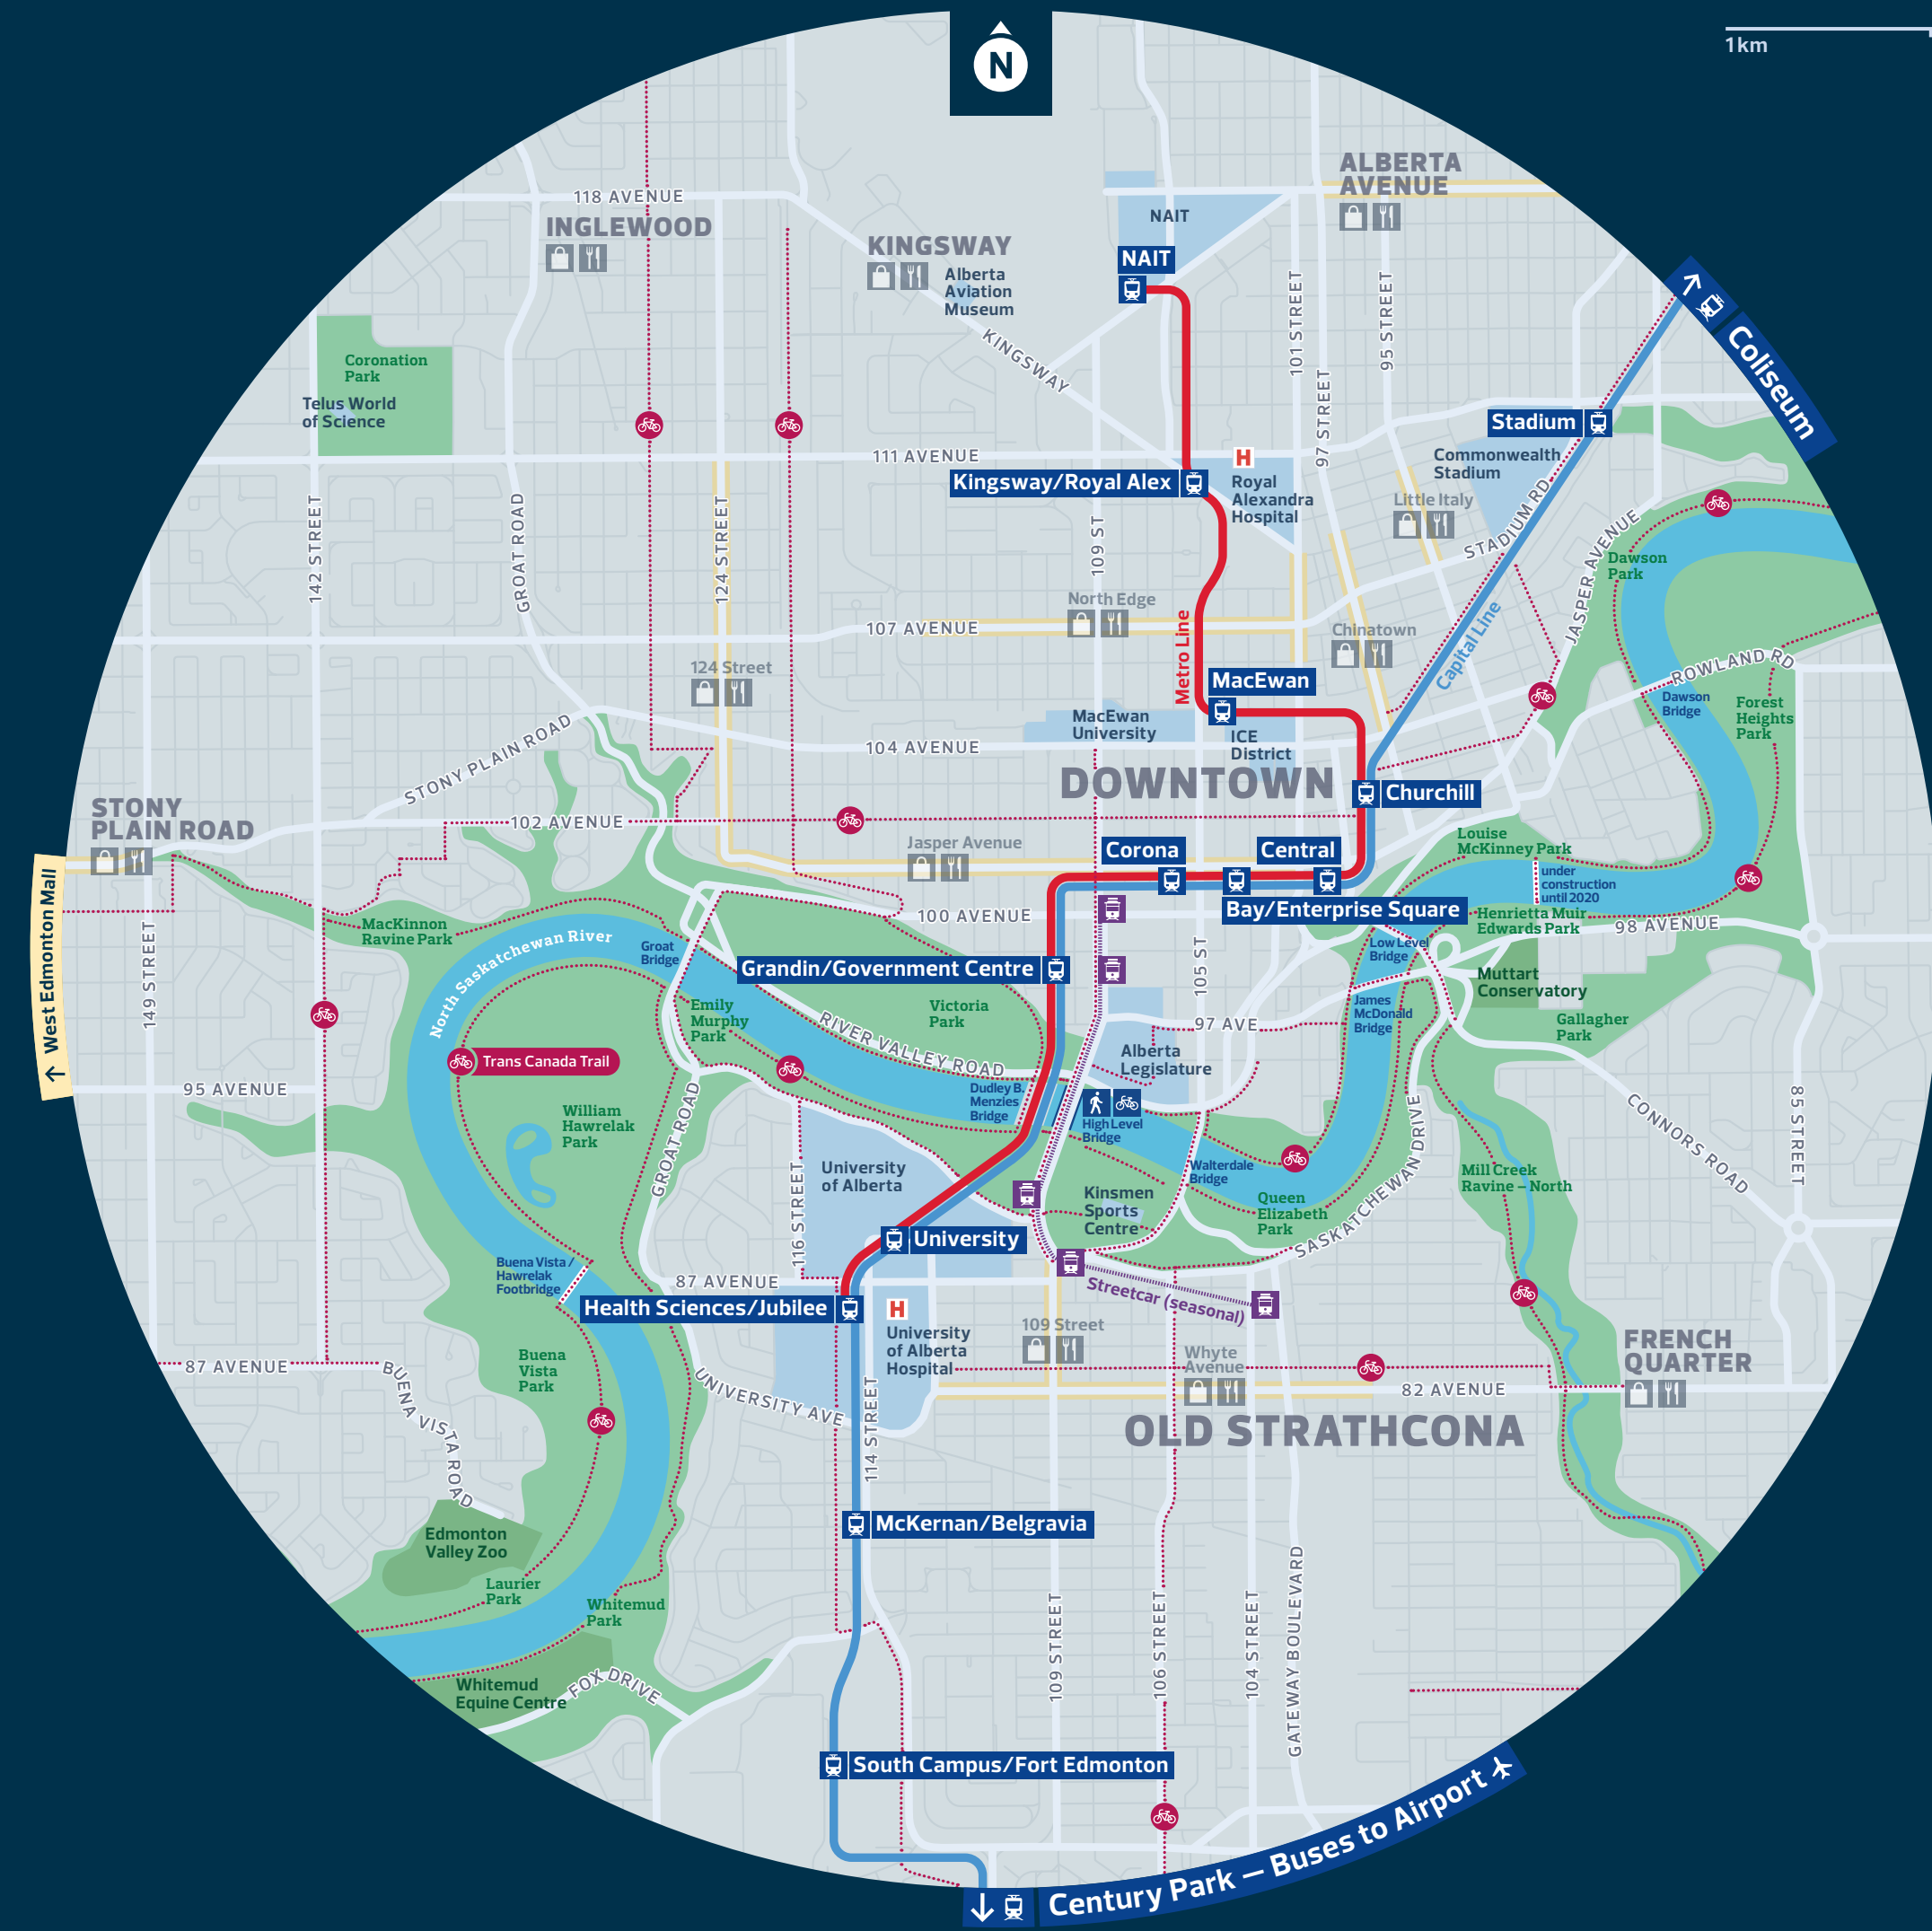 N
1km
118 AVENUE
INGLEWOOD
KINGSWAY
Alberta
Aviation
Museum
NAIT
NAIT
ALBERTA
AVENUE
Coliseum
KINGSWAY
101 STREET
97 STREET
95 STREET
Coronation
Park
Telus World
of Science
Stadium
Commonwealth
Stadium
111 AVENUE
Kingsway/Royal Alex
H
Royal
Alexandra
Hospital
Little Italy
STADIUM RD
JASPER AVENUE
Dawson
Park
142 STREET
GROAT ROAD
124 STREET
109 ST
North Edge
107 AVENUE
Chinatown
Metro Line
Capital Line
124 Street
MacEwan
ROWLAND RD
Dawson
Bridge
Forest
Heights
Park
MacEwan
University
ICE
District
STONY PLAIN ROAD
104 AVENUE
DOWNTOWN
Churchill
STONY
PLAIN ROAD
102 AVENUE
Jasper Avenue
Corona
Central
Louise
McKinney Park
under
construction
until 2020
West Edmonton Mall
MacKinnon
Ravine Park
100 AVENUE
Bay/Enterprise Square
Henrietta Muir
Edwards Park
98 AVENUE
North Saskatchewan River
Groat
Bridge
Grandin/Government Centre
Low Level
Bridge
105 ST
Muttart
Conservatory
149 STREET
Emily
Murphy
Park
Victoria
Park
RIVER VALLEY ROAD
97 AVE
James
McDonald
Bridge
Gallagher
Park
Trans Canada Trail
Alberta
Legislature
95 AVENUE
Dudley B.
Menzies
Bridge
High Level
Bridge
William
Hawrelak
Park
GROAT ROAD
University
of Alberta
116 STREET
Walterdale
Bridge
Kinsmen
Sports
Centre
Queen
Elizabeth
Park
SASKATCHEWAN DRIVE
Mill Creek
Ravine – North
CONNORS ROAD
85 STREET
University
Buena Vista /
Hawrelak
Footbridge
87 AVENUE
Streetcar (seasonal)
Health Sciences/Jubilee
H
University
of Alberta
Hospital
109 Street
Whyte
Avenue
FRENCH
QUARTER
87 AVENUE
Buena
Vista
Park
BUENA VISTA ROAD
UNIVERSITY AVE
114 STREET
82 AVENUE
OLD STRATHCONA
McKernan/Belgravia
Edmonton
Valley Zoo
Laurier
Park
Whitemud
Park
109 STREET
106 STREET
104 STREET
GATEWAY BOULEVARD
Whitemud
Equine Centre
FOX DRIVE
South Campus/Fort Edmonton
Century Park – Buses to Airport